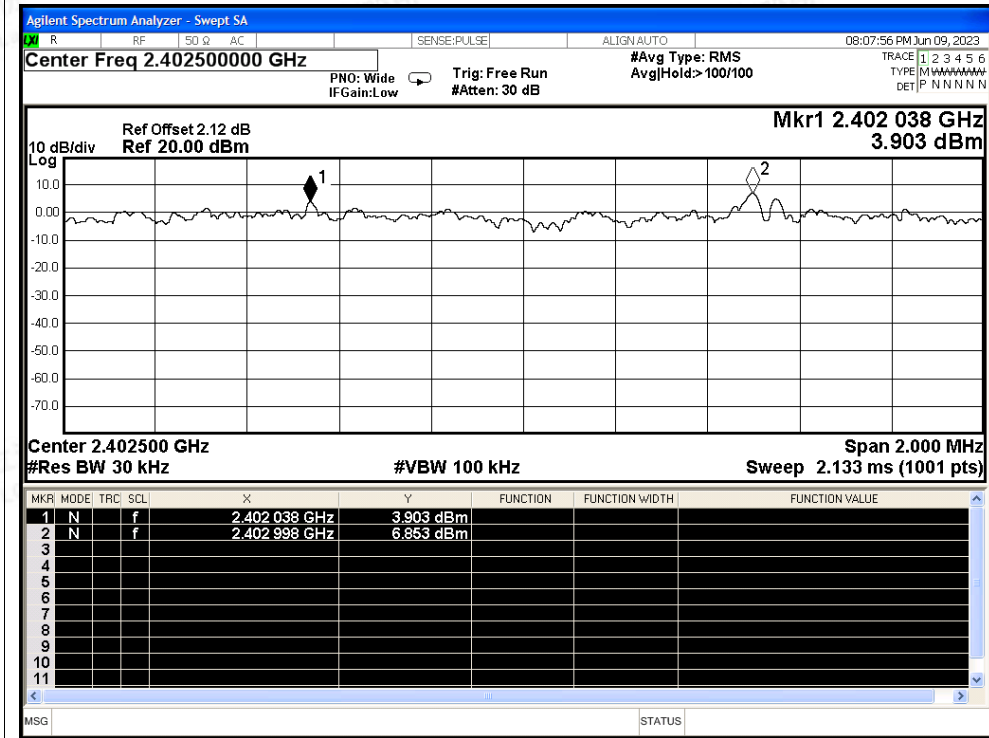 Agilent Spectrum Analyzer - Swept SA
LXI R RF 50 Ω AC SENSE:PULSE ALIGN AUTO 08:07:56 PM Jun 09, 2023
Center Freq 2.402500000 GHz
PNO: Wide
IFGain:Low
Trig: Free Run
#Atten: 30 dB
#Avg Type: RMS
Avg|Hold:>100/100
TRACE 1 2 3 4 5 6
TYPE M WWWWW
DET P N N N N N
Mkr1 2.402 038 GHz
3.903 dBm
Ref Offset 2.12 dB
10 dB/div Ref 20.00 dBm
Log
1
2
10.0
0.00
-10.0
-20.0
-30.0
-40.0
-50.0
-60.0
-70.0
Center 2.402500 GHz Span 2.000 MHz
#Res BW 30 kHz #VBW 100 kHz Sweep 2.133 ms (1001 pts)
MKR MODE TRC SCL X Y FUNCTION FUNCTION WIDTH FUNCTION VALUE
1 N f 2.402 038 GHz 3.903 dBm
2 N f 2.402 998 GHz 6.853 dBm
3
4
5
6
7
8
9
10
11
MSG STATUS